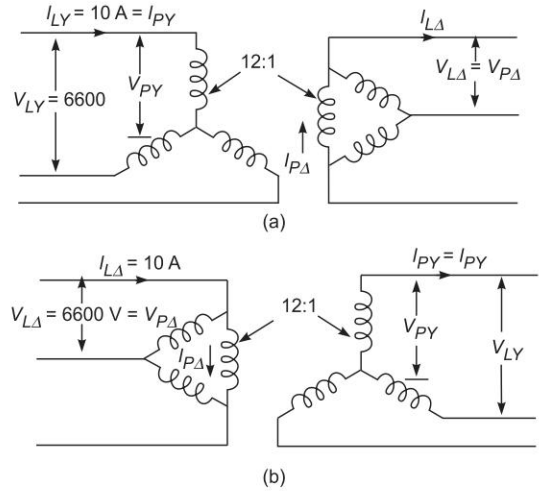 I_LY = 10 A = I_PY
V_LY = 6600
V_PY
12:1
I_PΔ
I_LΔ
V_LΔ = V_PΔ
(a)
I_LΔ = 10 A
V_LΔ = 6600 V = V_PΔ
I_PΔ
12:1
I_PY = I_PY
V_PY
V_LY
(b)